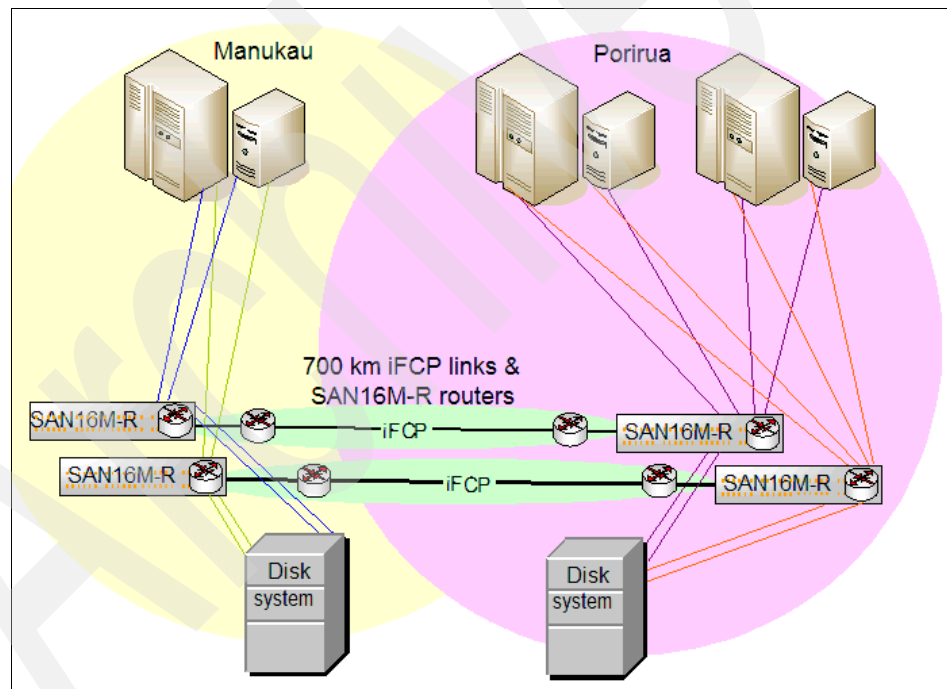 Manukau
Porirua
700 km iFCP links &
SAN16M-R routers
SAN16M-R
iFCP
SAN16M-R
SAN16M-R
iFCP
SAN16M-R
Disk
system
Disk
system